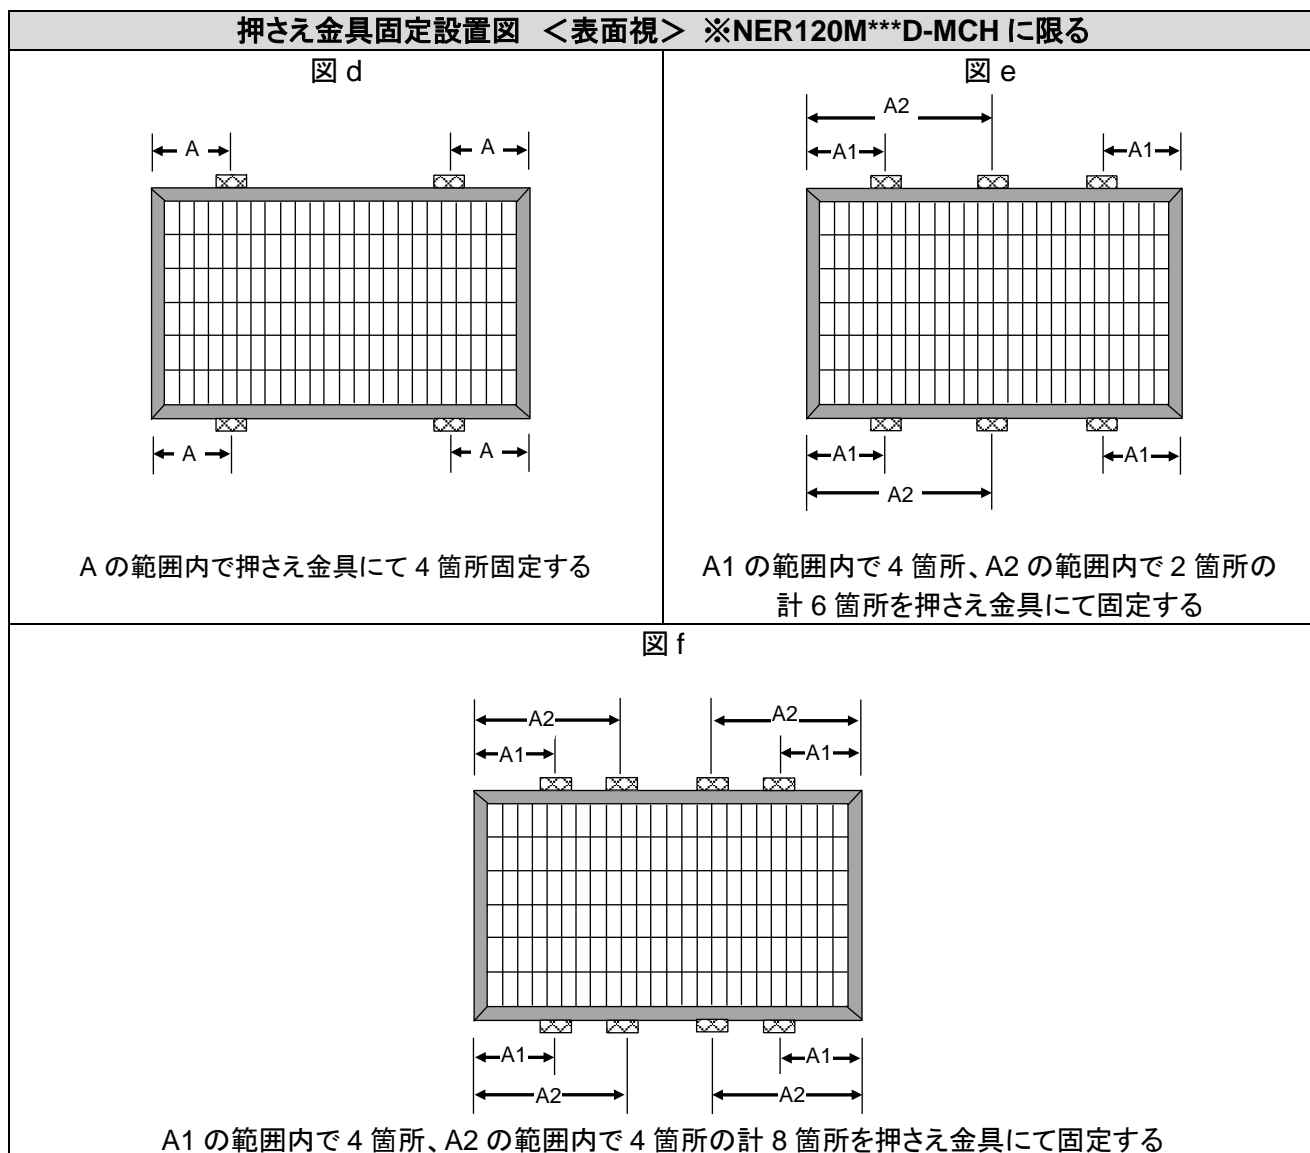 押さえ金具固定設置図 ＜表面視＞ ※NER120M***D-MCH に限る
図 d
A
A
A
A
A の範囲内で押さえ金具にて 4 箇所固定する
図 e
A2
A1
A1
A1
A1
A2
A1 の範囲内で 4 箇所、A2 の範囲内で 2 箇所の
計 6 箇所を押さえ金具にて固定する
図 f
A2
A2
A1
A1
A1
A1
A2
A2
A1 の範囲内で 4 箇所、A2 の範囲内で 4 箇所の計 8 箇所を押さえ金具にて固定する